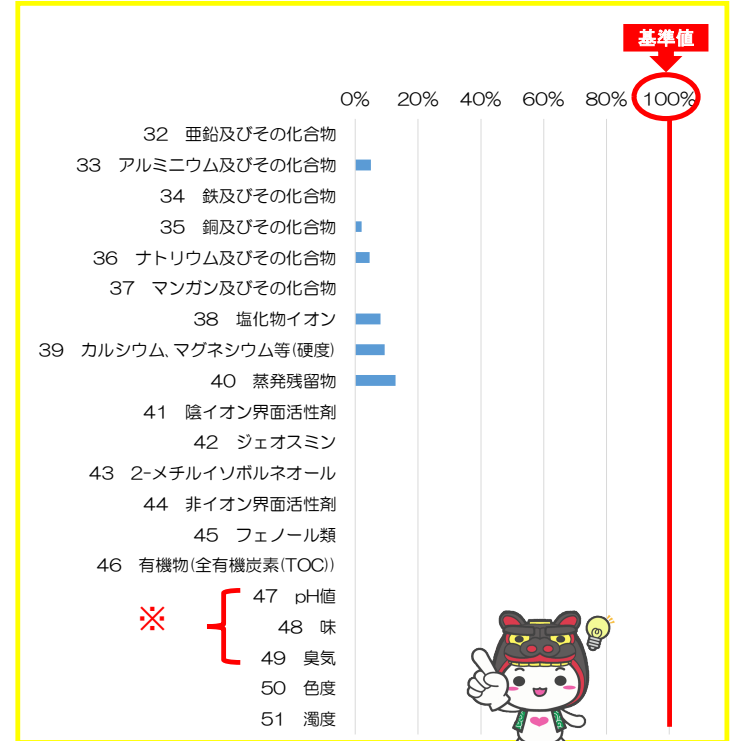 基準値
0% 20% 40% 60% 80% 100%
32 亜鉛及びその化合物
33 アルミニウム及びその化合物
34 鉄及びその化合物
35 銅及びその化合物
36 ナトリウム及びその化合物
37 マンガン及びその化合物
38 塩化物イオン
39 カルシウム、マグネシウム等(硬度)
40 蒸発残留物
41 陰イオン界面活性剤
42 ジェオスミン
43 2-メチルイソボルネオール
44 非イオン界面活性剤
45 フェノール類
46 有機物(全有機炭素(TOC))
47 pH値
※ 48 味
49 臭気
50 色度
51 濁度